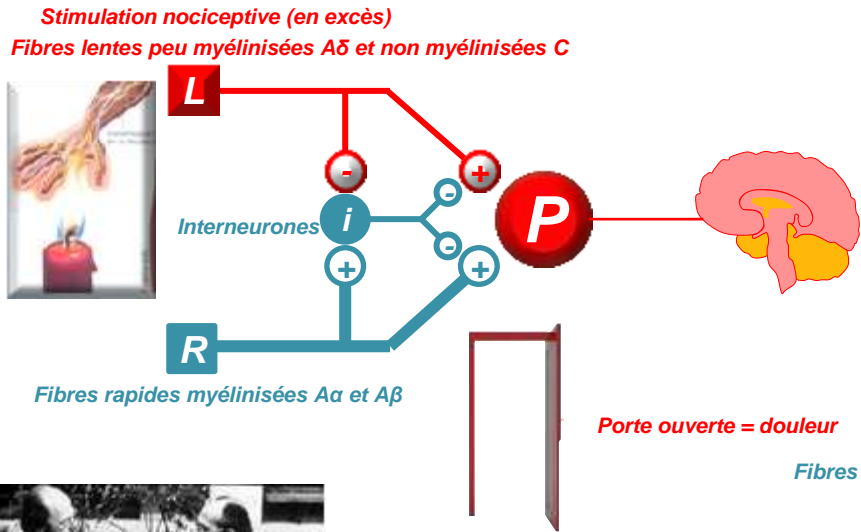 Stimulation nociceptive (en excès)
Fibres lentes peu myélinisées Aδ et non myélinisées C
L
-
+
-
Interneurones
i
P
-
+
+
R
Fibres rapides myélinisées Aα et Aβ
Porte ouverte = douleur
Fibres